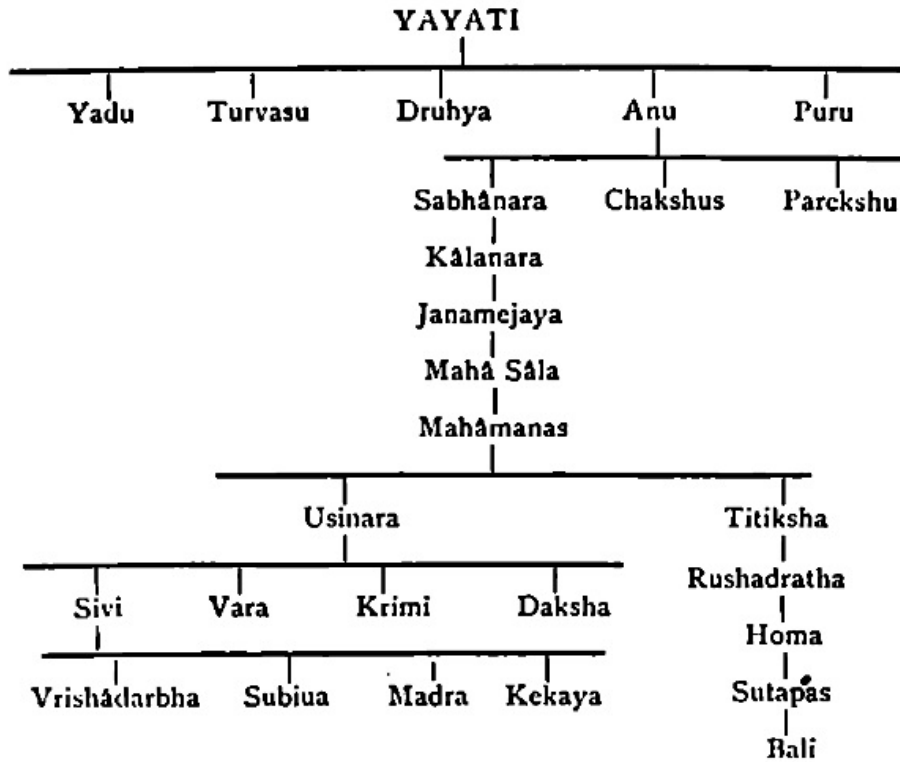 YAYATI
Yadu Turvasu Druhya Anu Puru
Sabhânara Chakshus Parckshu
Kâlanara
Janamejaya
Mahâ Sâla
Mahâmanas
Usinara Titiksha
Rushadratha
Sivi Vara Krimi Daksha
Homa
Vrishâdarbha Subiua Madra Kekaya Sutapas
Bali